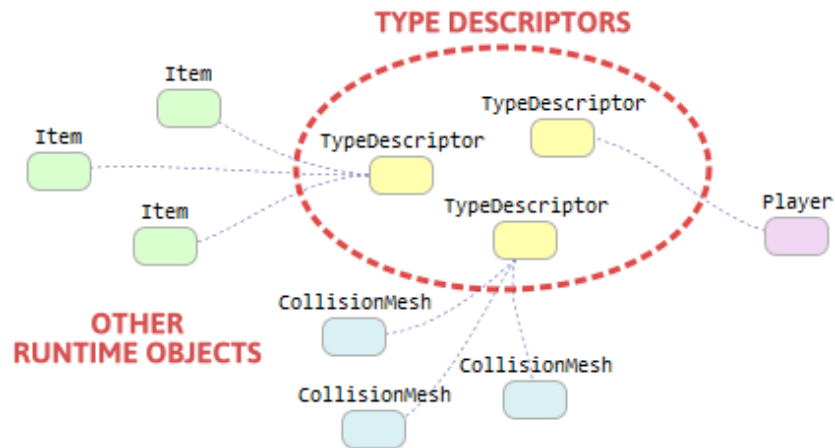 TYPE DESCRIPTORS
Item
TypeDescriptor
Item
TypeDescriptor
Player
Item
TypeDescriptor
CollisionMesh
OTHER
RUNTIME OBJECTS
CollisionMesh
CollisionMesh